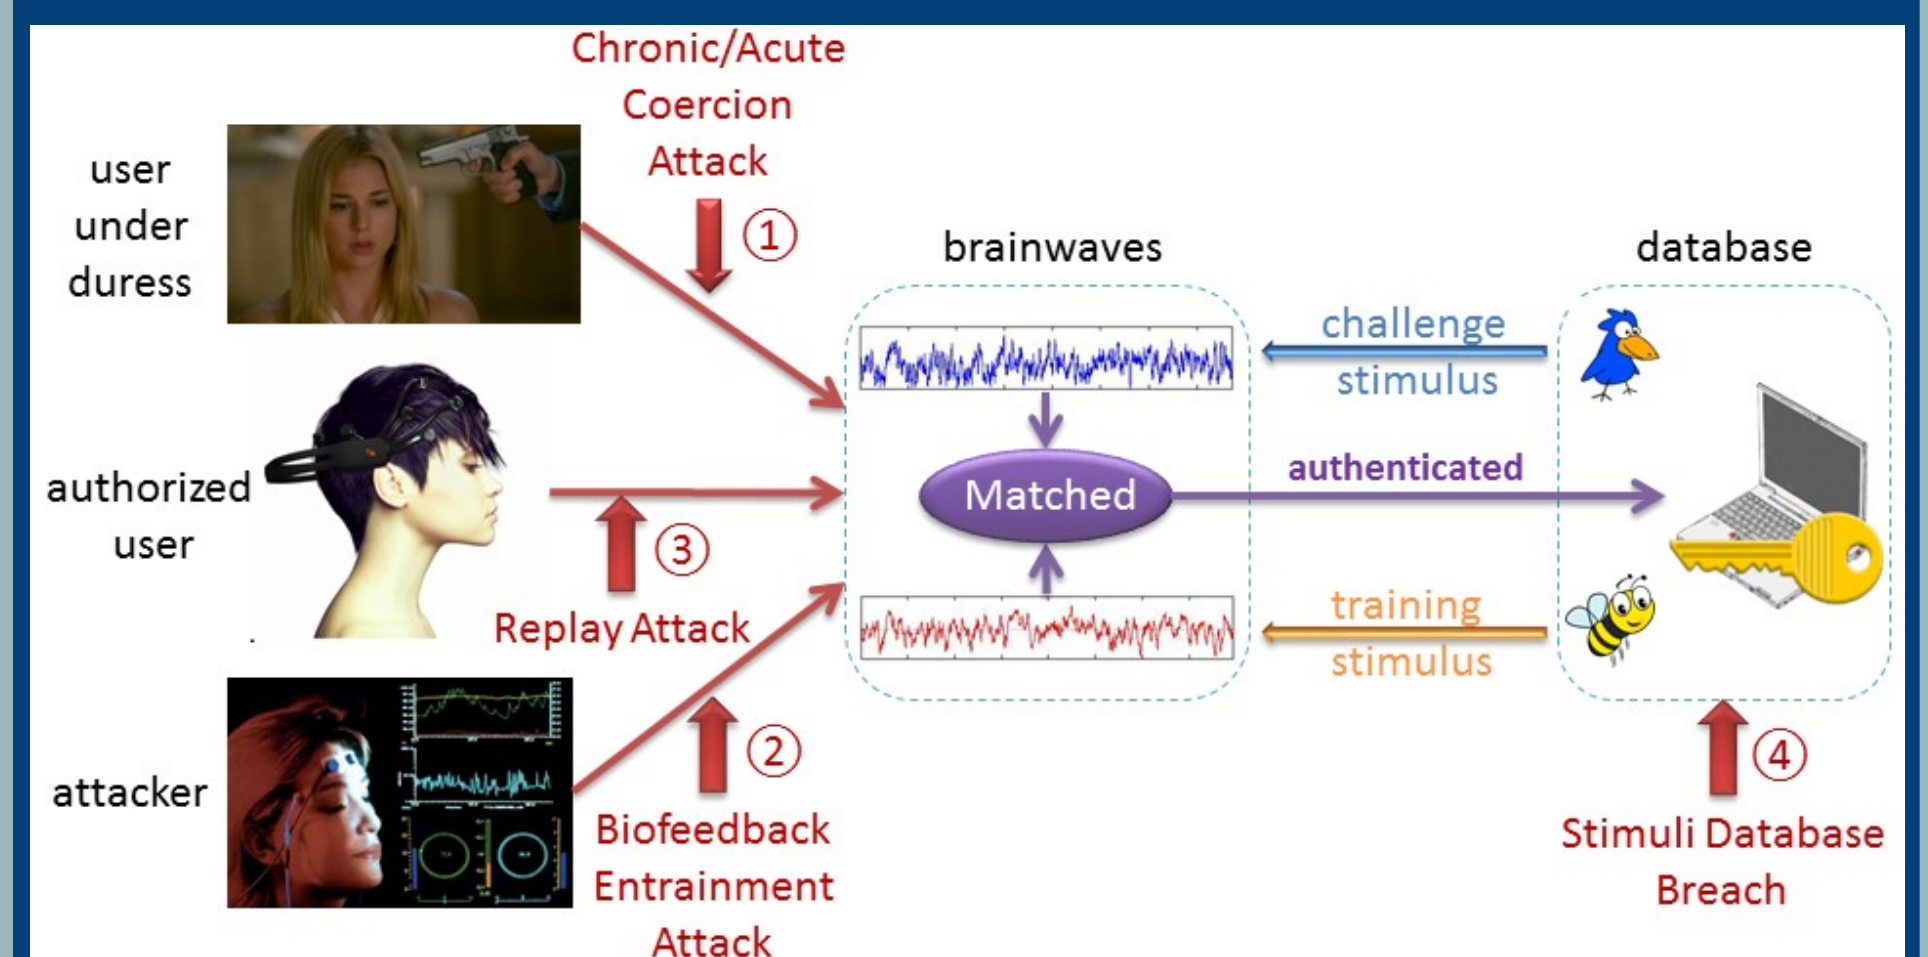 Chronic/Acute
Coercion
Attack
①
user
under
duress
brainwaves
database
challenge
stimulus
authorized
user
③
Replay Attack
Matched
authenticated
training
stimulus
attacker
②
Biofeedback
Entrainment
Attack
④
Stimuli Database
Breach